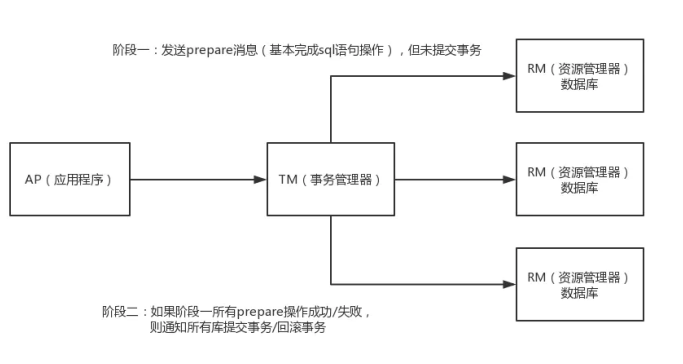 阶段一：发送prepare消息（基本完成sql语句操作），但未提交事务
RM（资源管理器）
数据库
AP（应用程序）
TM（事务管理器）
RM（资源管理器）
数据库
RM（资源管理器）
数据库
阶段二：如果阶段一所有prepare操作成功/失败，
则通知所有库提交事务/回滚事务